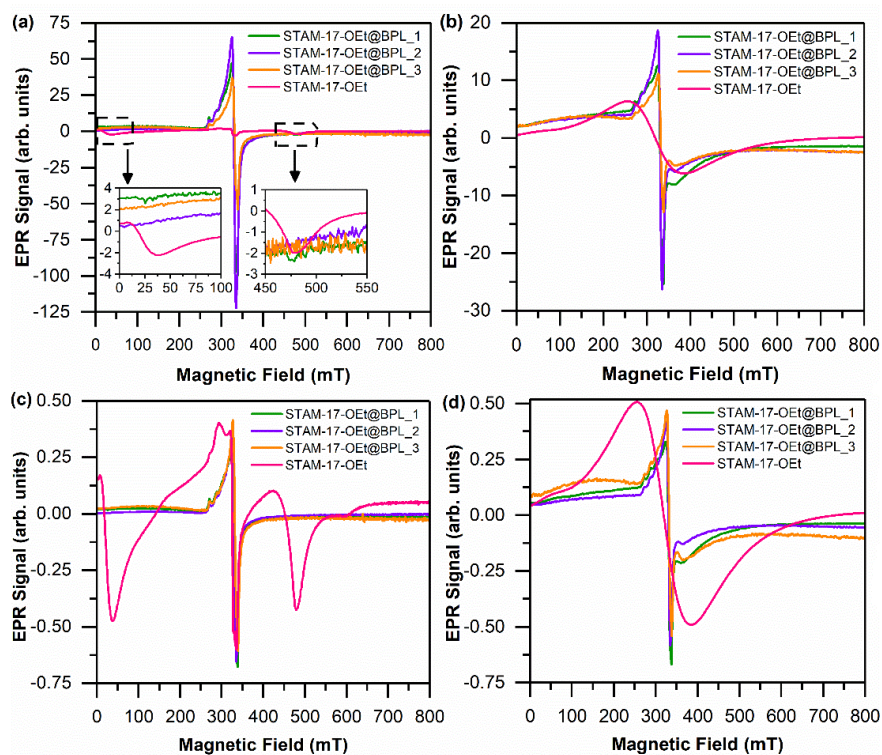 (a)
STAM-17-OEt@BPL_1
STAM-17-OEt@BPL_2
STAM-17-OEt@BPL_3
STAM-17-OEt
EPR Signal (arb. units)
75
50
25
0
-25
-50
-75
-100
-125
4
2
0
-2
-4
0 25 50 75 100
1
0
-1
-2
-3
450 500 550
0 100 200 300 400 500 600 700 800
Magnetic Field (mT)
(b)
STAM-17-OEt@BPL_1
STAM-17-OEt@BPL_2
STAM-17-OEt@BPL_3
STAM-17-OEt
EPR Signal (arb. units)
20
10
0
-10
-20
-30
0 100 200 300 400 500 600 700 800
Magnetic Field (mT)
(c)
STAM-17-OEt@BPL_1
STAM-17-OEt@BPL_2
STAM-17-OEt@BPL_3
STAM-17-OEt
EPR Signal (arb. units)
0.50
0.25
0.00
-0.25
-0.50
-0.75
0 100 200 300 400 500 600 700 800
Magnetic Field (mT)
(d)
STAM-17-OEt@BPL_1
STAM-17-OEt@BPL_2
STAM-17-OEt@BPL_3
STAM-17-OEt
EPR Signal (arb. units)
0.50
0.25
0.00
-0.25
-0.50
-0.75
0 100 200 300 400 500 600 700 800
Magnetic Field (mT)